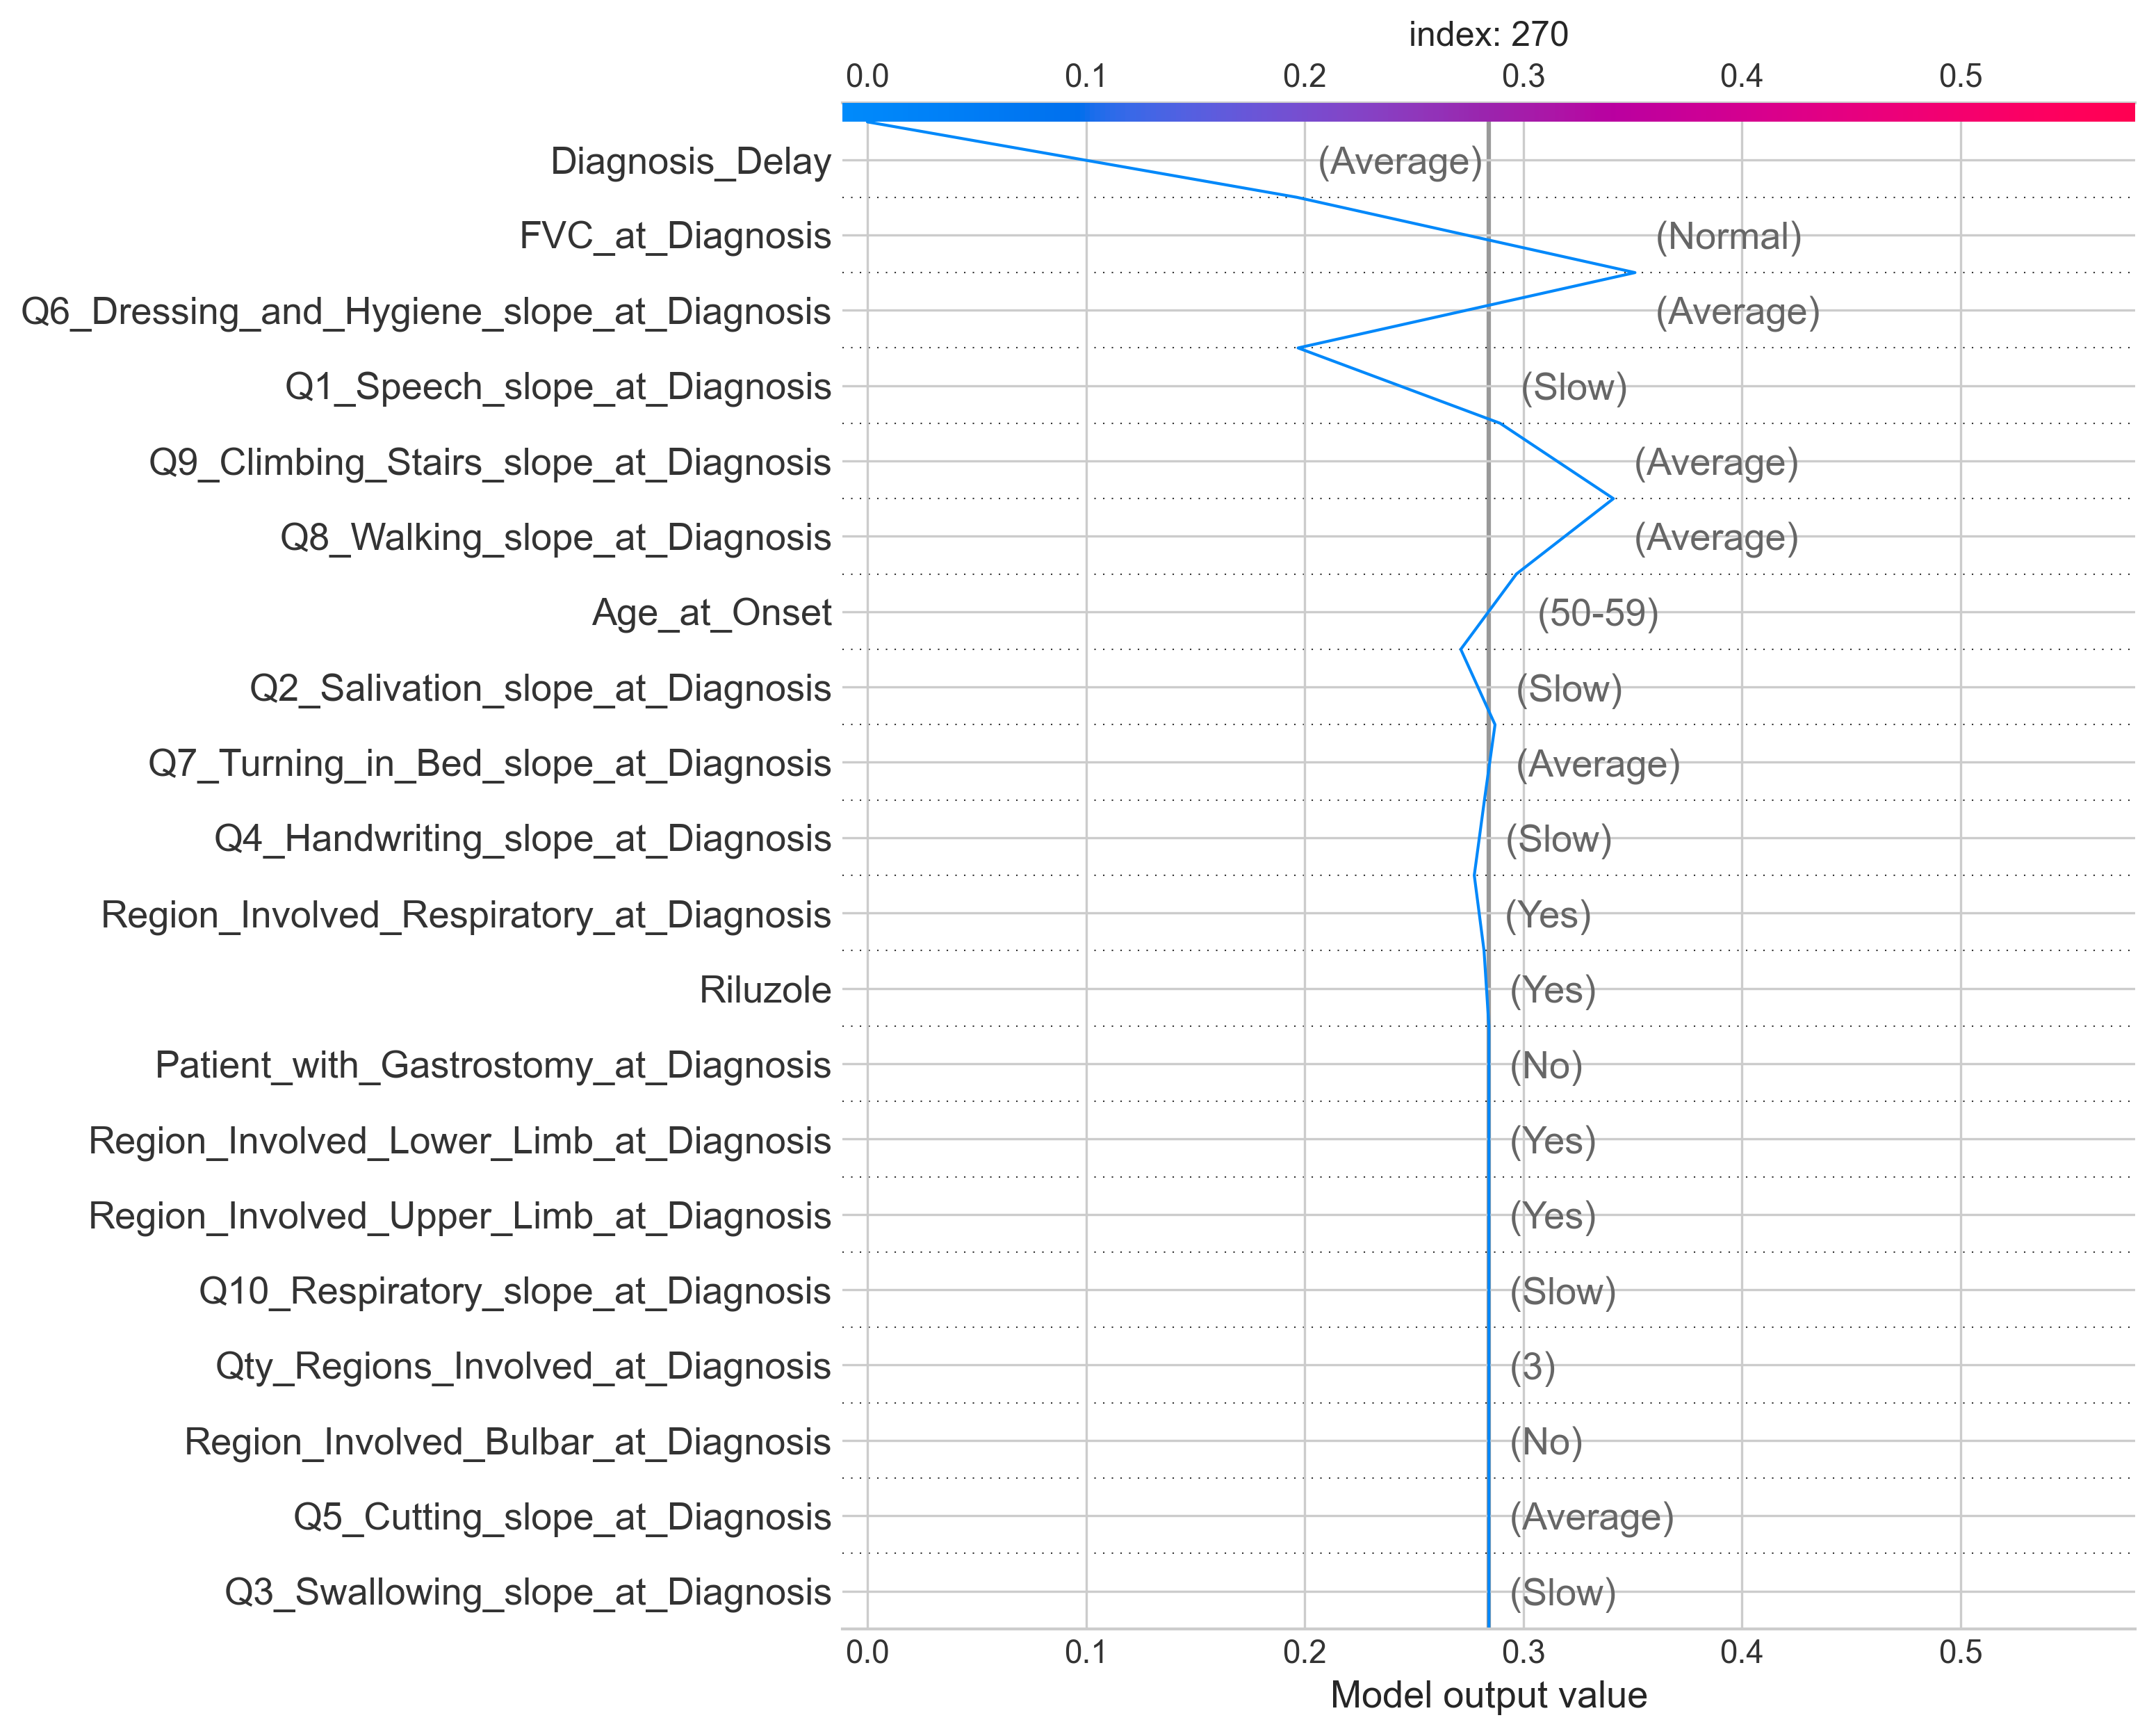 index: 270
0.0 0.1 0.2 0.3 0.4 0.5
Diagnosis_Delay (Average)
FVC_at_Diagnosis (Normal)
Q6_Dressing_and_Hygiene_slope_at_Diagnosis (Average)
Q1_Speech_slope_at_Diagnosis (Slow)
Q9_Climbing_Stairs_slope_at_Diagnosis (Average)
Q8_Walking_slope_at_Diagnosis (Average)
Age_at_Onset (50-59)
Q2_Salivation_slope_at_Diagnosis (Slow)
Q7_Turning_in_Bed_slope_at_Diagnosis (Average)
Q4_Handwriting_slope_at_Diagnosis (Slow)
Region_Involved_Respiratory_at_Diagnosis (Yes)
Riluzole (Yes)
Patient_with_Gastrostomy_at_Diagnosis (No)
Region_Involved_Lower_Limb_at_Diagnosis (Yes)
Region_Involved_Upper_Limb_at_Diagnosis (Yes)
Q10_Respiratory_slope_at_Diagnosis (Slow)
Qty_Regions_Involved_at_Diagnosis (3)
Region_Involved_Bulbar_at_Diagnosis (No)
Q5_Cutting_slope_at_Diagnosis (Average)
Q3_Swallowing_slope_at_Diagnosis (Slow)
0.0 0.1 0.2 0.3 0.4 0.5
Model output value